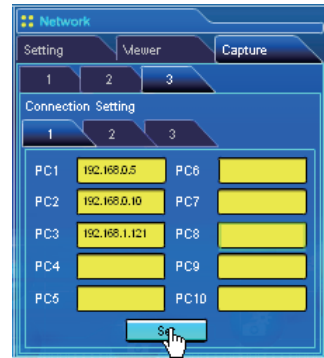 Network
Setting Viewer Capture
1 2 3
Connection Setting
1 2 3
PC1 192.168.0.5 PC6
PC2 192.168.0.10 PC7
PC3 192.168.1.121 PC8
PC4 PC9
PC5 PC10